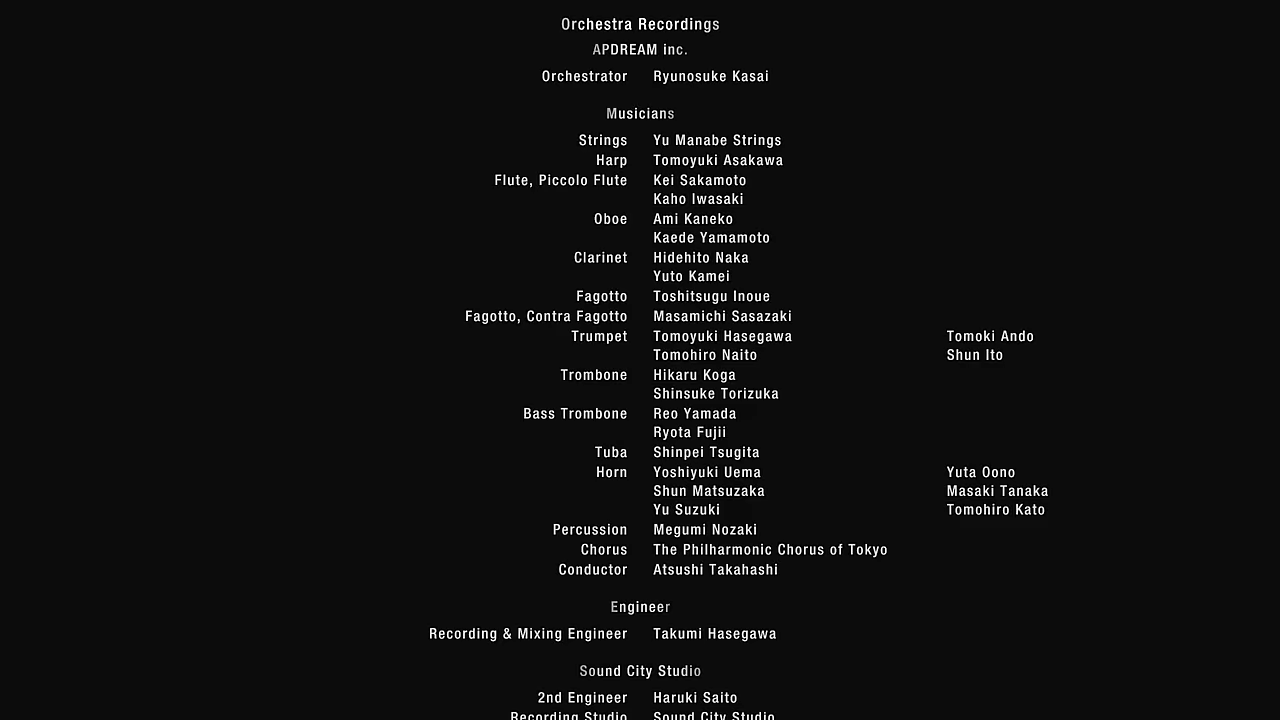 Orchestra Recordings
APDREAM inc.
Orchestrator Ryunosuke Kasai
Musicians
Strings Yu Manabe Strings
Harp Tomoyuki Asakawa
Flute, Piccolo Flute Kei Sakamoto
Kaho Iwasaki
Oboe Ami Kaneko
Kaede Yamamoto
Clarinet Hidehito Naka
Yuto Kamei
Fagotto Toshitsugu Inoue
Fagotto, Contra Fagotto Masamichi Sasazaki
Trumpet Tomoyuki Hasegawa Tomoki Ando
Tomohiro Naito Shun Ito
Trombone Hikaru Koga
Shinsuke Torizuka
Bass Trombone Reo Yamada
Ryota Fujii
Tuba Shinpei Tsugita
Horn Yoshiyuki Uema Yuta Oono
Shun Matsuzaka Masaki Tanaka
Yu Suzuki Tomohiro Kato
Percussion Megumi Nozaki
Chorus The Philharmonic Chorus of Tokyo
Conductor Atsushi Takahashi
Engineer
Recording & Mixing Engineer Takumi Hasegawa
Sound City Studio
2nd Engineer Haruki Saito
Recording Studio Sound City Studio